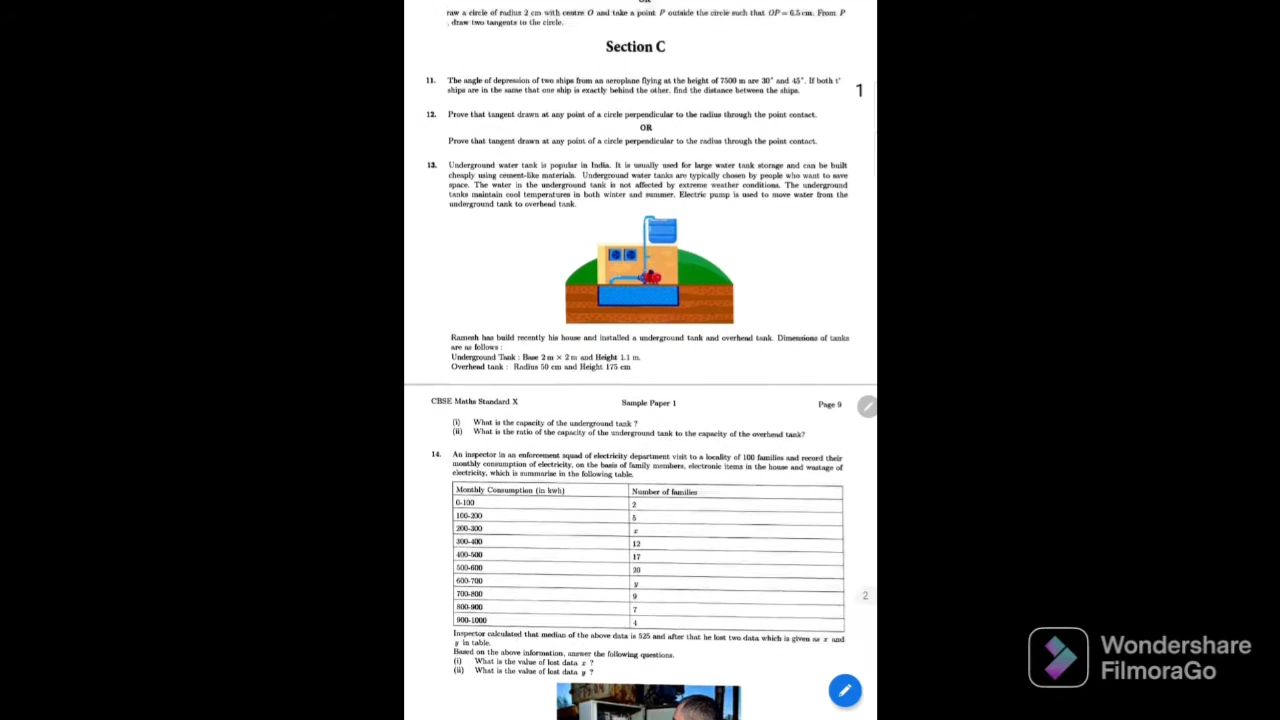 OR
raw a circle of radius 2 cm with centre O and take a point P outside the circle such that OP = 6.5 cm. From P
, draw two tangents to the circle.
Section C
11. The angle of depression of two ships from an aeroplane flying at the height of 7500 m are 30° and 45°. If both t'
ships are in the same that one ship is exactly behind the other, find the distance between the ships.
1
12. Prove that tangent drawn at any point of a circle perpendicular to the radius through the point contact.
OR
Prove that tangent drawn at any point of a circle perpendicular to the radius through the point contact.
13. Underground water tank is popular in India. It is usually used for large water tank storage and can be built
cheaply using cement-like materials. Underground water tanks are typically chosen by people who want to save
space. The water in the underground tank is not affected by extreme weather conditions. The underground
tanks maintain cool temperatures in both winter and summer. Electric pump is used to move water from the
underground tank to overhead tank.
Ramesh has build recently his house and installed a underground tank and overhead tank. Dimensions of tanks
are as follows :
Underground Tank : Base 2 m × 2 m and Height 1.1 m.
Overhead tank : Radius 50 cm and Height 175 cm
CBSE Maths Standard X Sample Paper 1 Page 9
(i) What is the capacity of the underground tank ?
(ii) What is the ratio of the capacity of the underground tank to the capacity of the overhead tank?
14. An inspector in an enforcement squad of electricity department visit to a locality of 100 families and record their
monthly consumption of electricity, on the basis of family members, electronic items in the house and wastage of
electricity, which is summarise in the following table.
Monthly Consumption (in kwh) Number of families
0-100 2
100-200 5
200-300 x
300-400 12
400-500 17
500-600 20
600-700 y
700-800 9
800-900 7
900-1000 4
2
Inspector calculated that median of the above data is 525 and after that he lost two data which is given as x and
y in table.
Based on the above information, answer the following questions.
(i) What is the value of lost data x ?
(ii) What is the value of lost data y ?
Wondershare
FilmoraGo